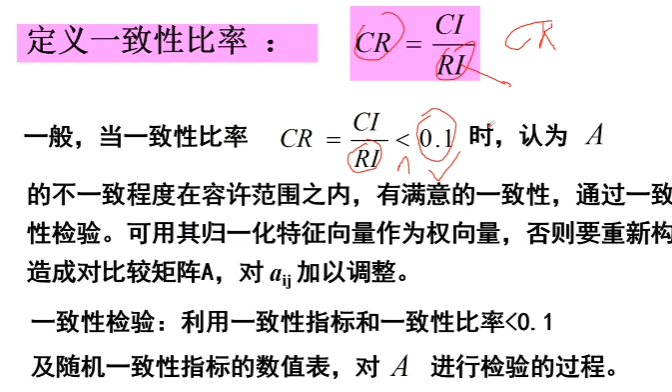 定义一致性比率 ： CR = CI/RI CR
一般，当一致性比率 CR = CI/RI < 0.1 时，认为 A
的不一致程度在容许范围之内，有满意的一致性，通过一致
性检验。可用其归一化特征向量作为权向量，否则要重新构
造成对比较矩阵A，对 aij 加以调整。
一致性检验：利用一致性指标和一致性比率<0.1
及随机一致性指标的数值表，对 A 进行检验的过程。